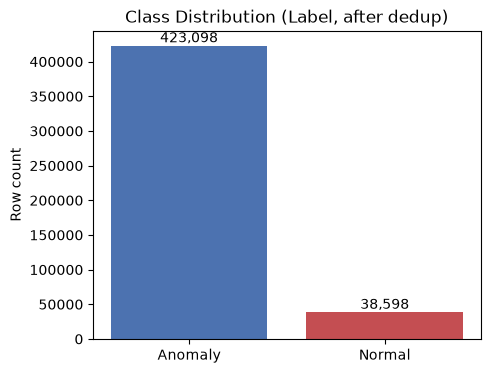 Class Distribution (Label, after dedup)
423,098
400000
350000
300000
250000
200000
150000
100000
50000
0
Row count
38,598
Anomaly
Normal